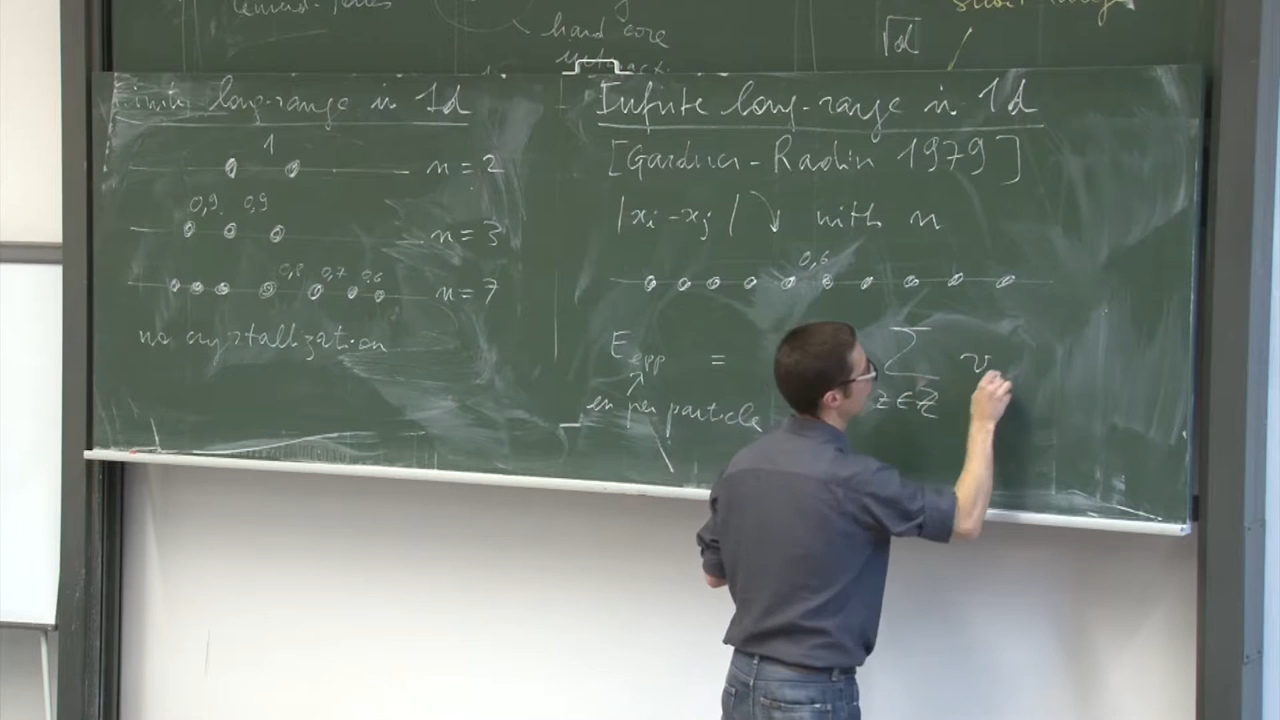 hard core
√d
Finite long-range in 1d
1
n=2
0,9 0,9
n=3
0,8 0,7 0,6
n=7
no crystallization
Infinite long-range in 1d
[Gardner-Radin 1979]
|xi-xj| ↘ with n
0,6
Eepp = ∑ v
z∈ℤ
en per particle